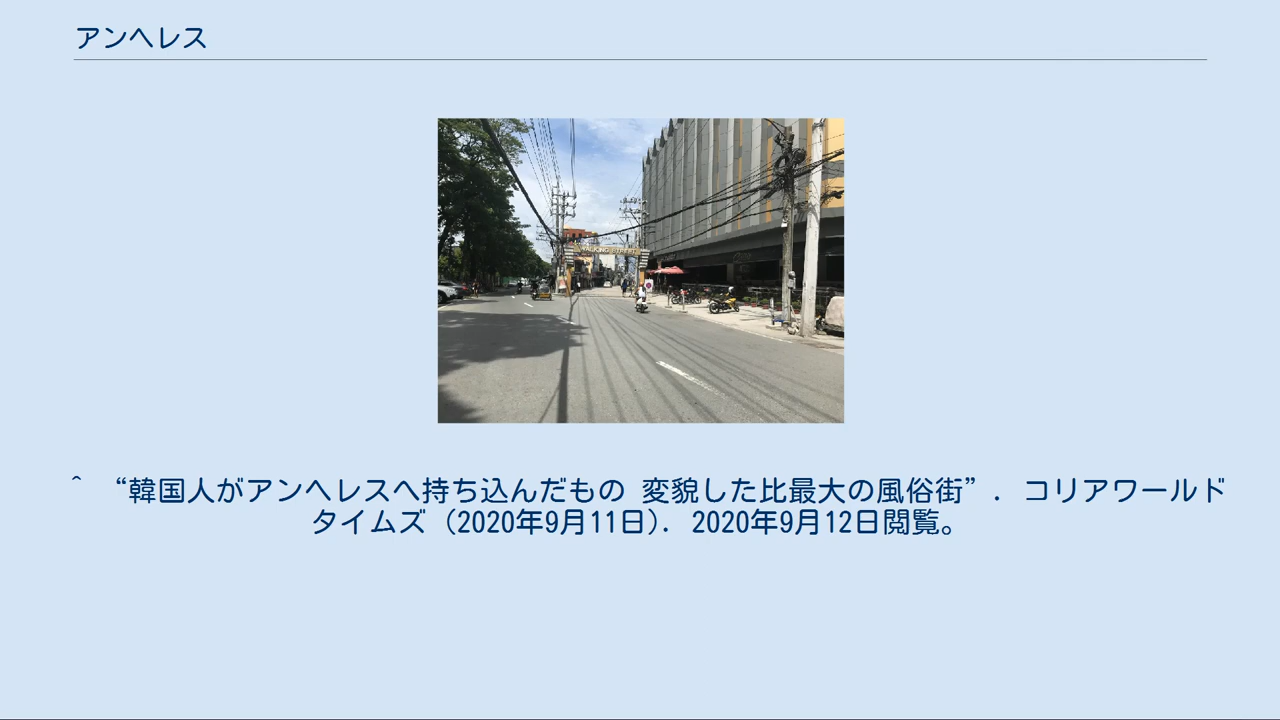 アンヘレス
WALKING STREET
^ “韓国人がアンヘレスへ持ち込んだもの 変貌した比最大の風俗街”. コリアワールド
タイムズ (2020年9月11日). 2020年9月12日閲覧。